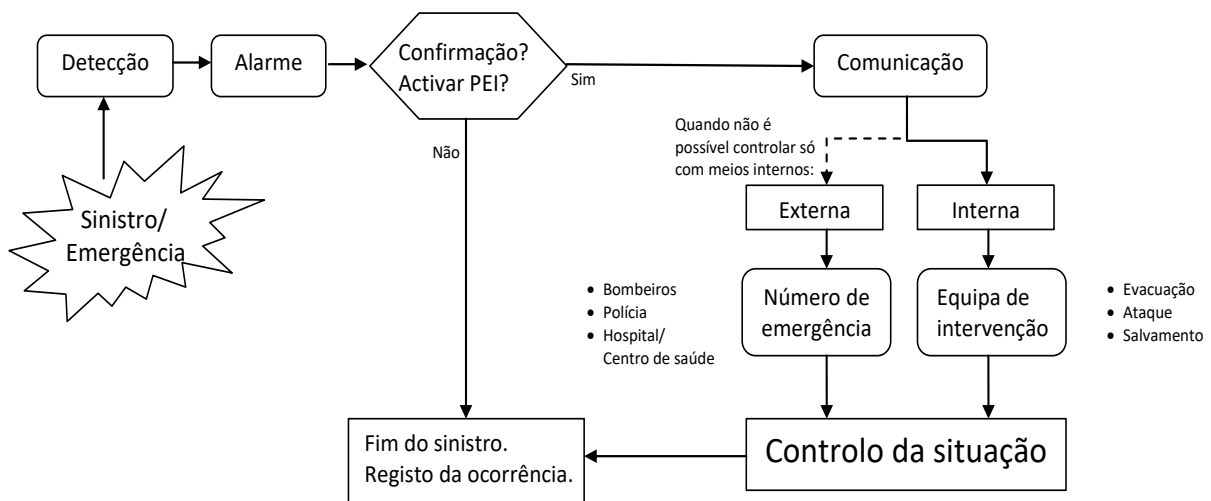 Detecção
Alarme
Confirmação?
Activar PEI?
Sim
Comunicação
Não
Quando não é
possível controlar só
com meios internos:
Sinistro/
Emergência
Externa
Interna
• Bombeiros
• Polícia
• Hospital/
Centro de saúde
Número de
emergência
Equipa de
intervenção
• Evacuação
• Ataque
• Salvamento
Fim do sinistro.
Registo da ocorrência.
Controlo da situação